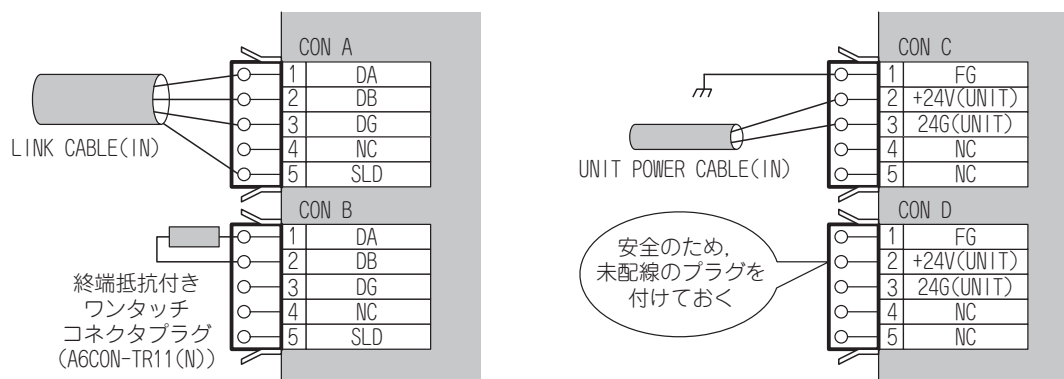 CON A
1 DA
2 DB
3 DG
4 NC
5 SLD
LINK CABLE(IN)
CON B
1 DA
2 DB
3 DG
4 NC
5 SLD
終端抵抗付き
ワンタッチ
コネクタプラグ
(A6CON-TR11(N))
CON C
1 FG
2 +24V(UNIT)
3 24G(UNIT)
4 NC
5 NC
UNIT POWER CABLE(IN)
CON D
1 FG
2 +24V(UNIT)
3 24G(UNIT)
4 NC
5 NC
安全のため,
未配線のプラグを
付けておく